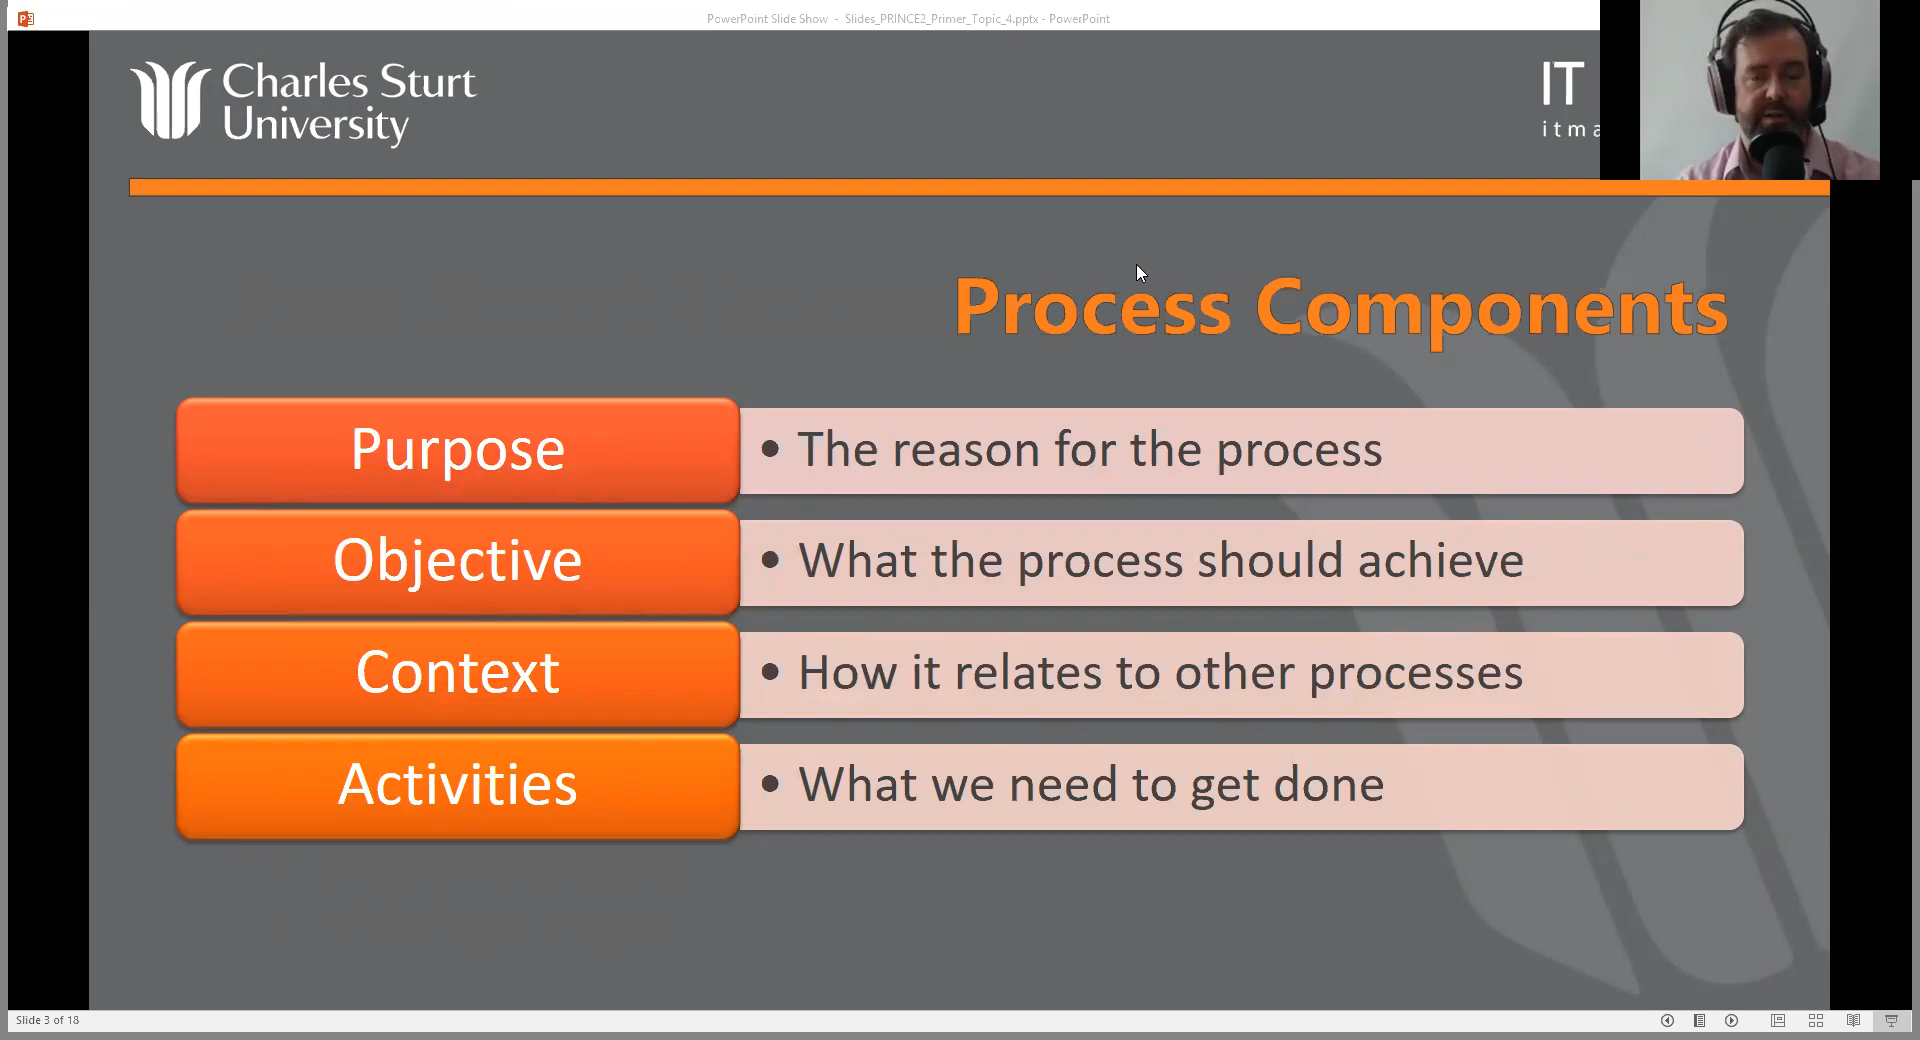 PowerPoint Slide Show - Slides_PRINCE2_Primer_Topic_4.pptx - PowerPoint
Charles Sturt
University
IT
itma
Process Components
Purpose
• The reason for the process
Objective
• What the process should achieve
Context
• How it relates to other processes
Activities
• What we need to get done
Slide 3 of 18